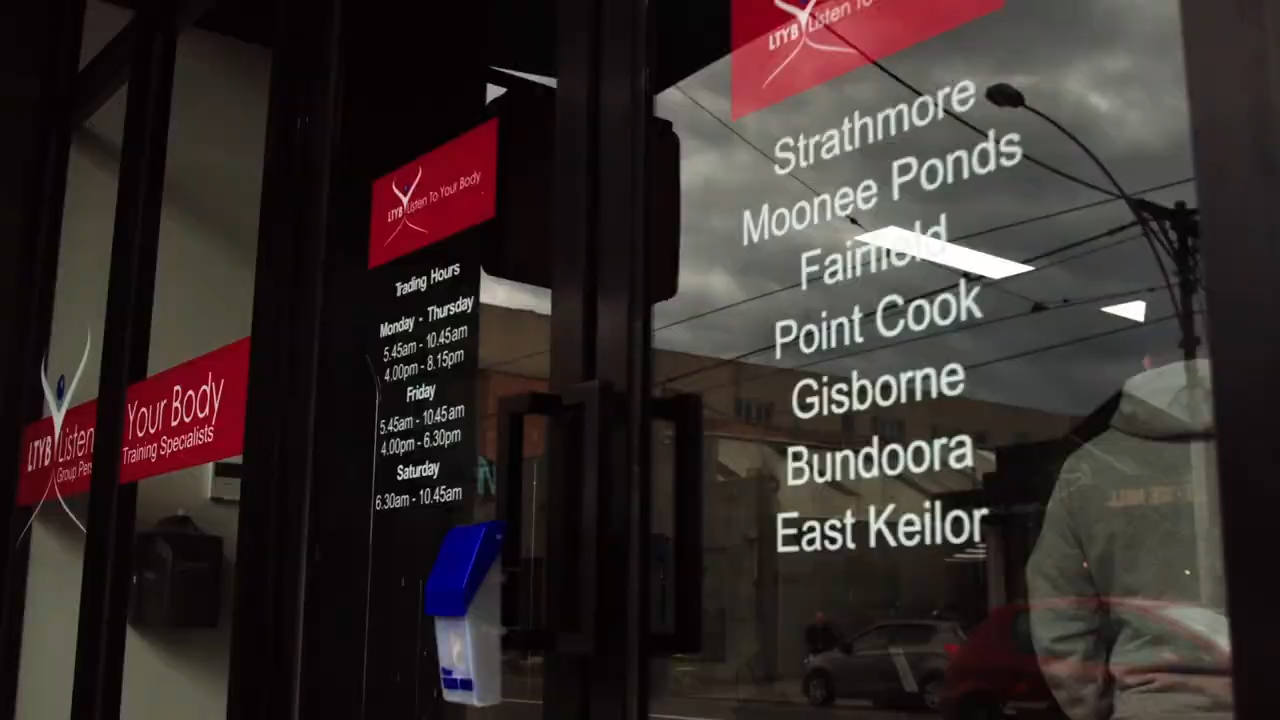 LTYB Listen
Group
Your Body
Training Specialists
LTYB Listen To Your Body
Trading Hours
Monday - Thursday
5.45am - 10.45am
4.00pm - 8.15pm
Friday
5.45am - 10.45am
4.00pm - 6.30pm
Saturday
6.30am - 10.45am
LTYB Listen To
Strathmore
Moonee Ponds
Fairfield
Point Cook
Gisborne
Bundoora
East Keilor